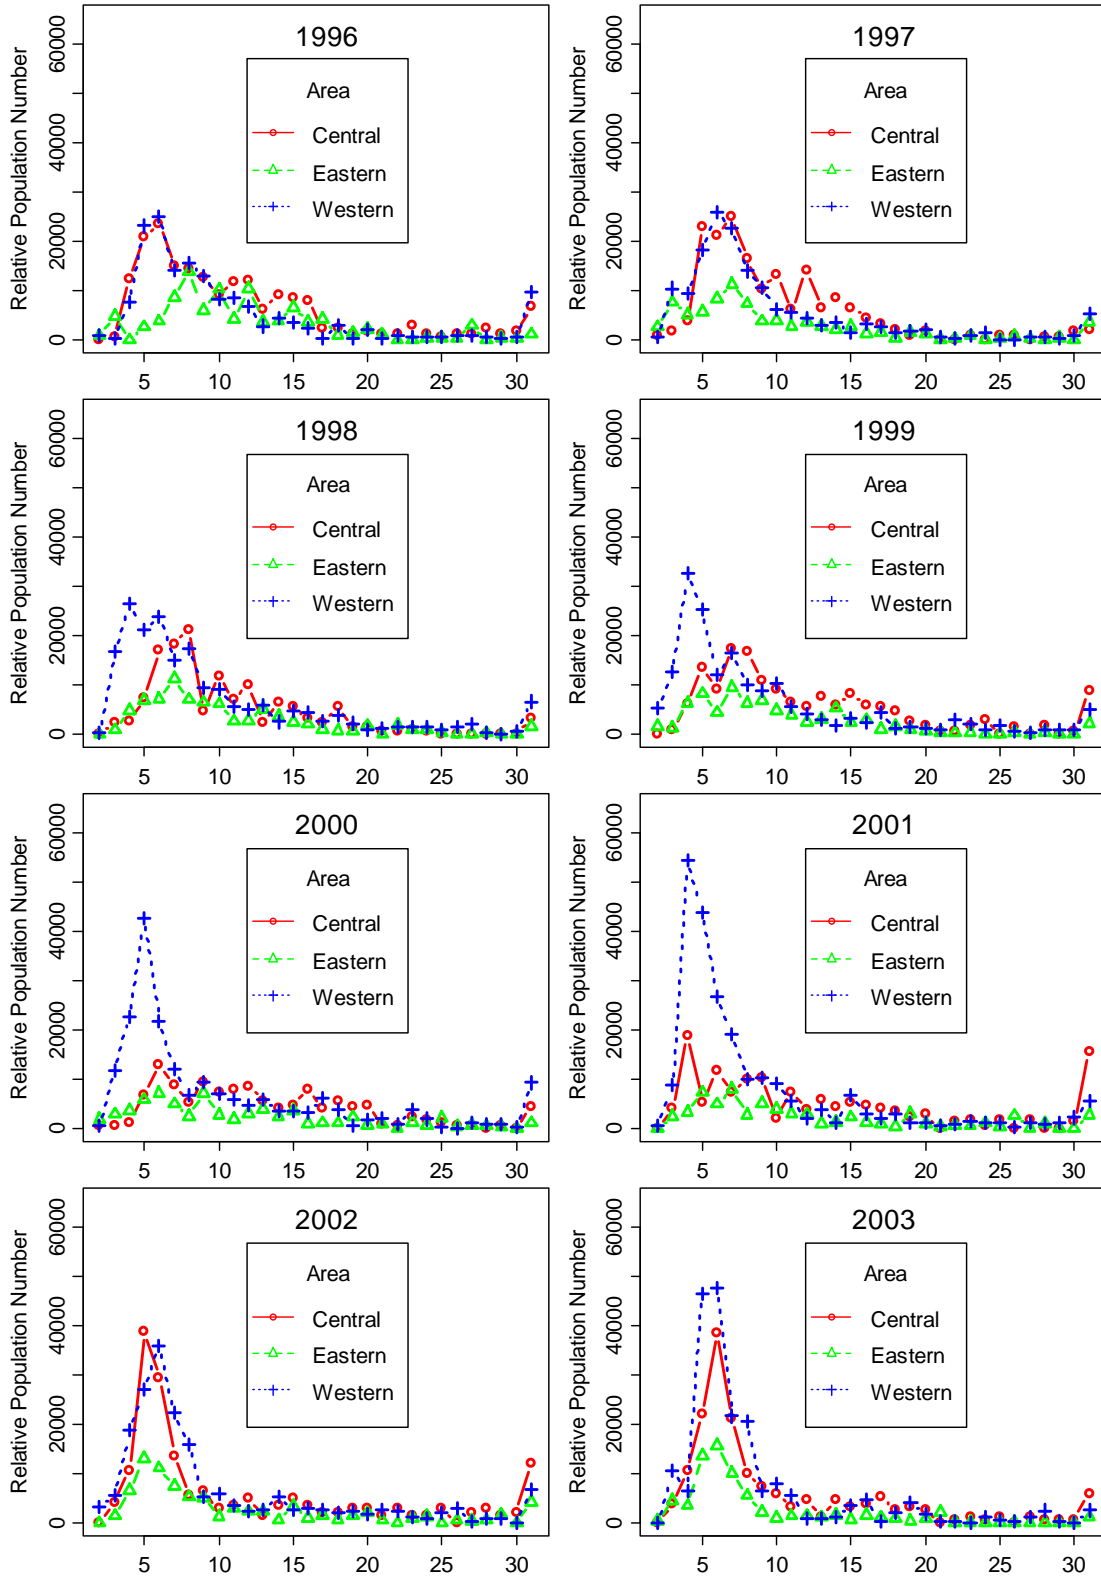 1996
Relative Population Number
60000
40000
20000
0
Area
Central
Eastern
Western
5 10 15 20 25 30
1997
Relative Population Number
60000
40000
20000
0
Area
Central
Eastern
Western
5 10 15 20 25 30
1998
Relative Population Number
60000
40000
20000
0
Area
Central
Eastern
Western
5 10 15 20 25 30
1999
Relative Population Number
60000
40000
20000
0
Area
Central
Eastern
Western
5 10 15 20 25 30
2000
Relative Population Number
60000
40000
20000
0
Area
Central
Eastern
Western
5 10 15 20 25 30
2001
Relative Population Number
60000
40000
20000
0
Area
Central
Eastern
Western
5 10 15 20 25 30
2002
Relative Population Number
60000
40000
20000
0
Area
Central
Eastern
Western
5 10 15 20 25 30
2003
Relative Population Number
60000
40000
20000
0
Area
Central
Eastern
Western
5 10 15 20 25 30